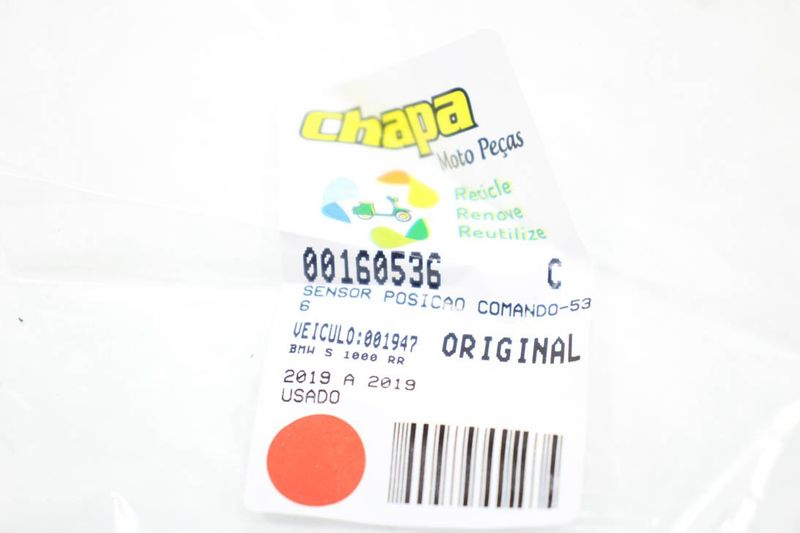 chapa
Moto Peças
Recicle
Renove
Reutilize
00160536 C
SENSOR POSICAO COMANDO-53
6
VEICULO:001947 ORIGINAL
BMW S 1000 RR
2019 A 2019
USADO